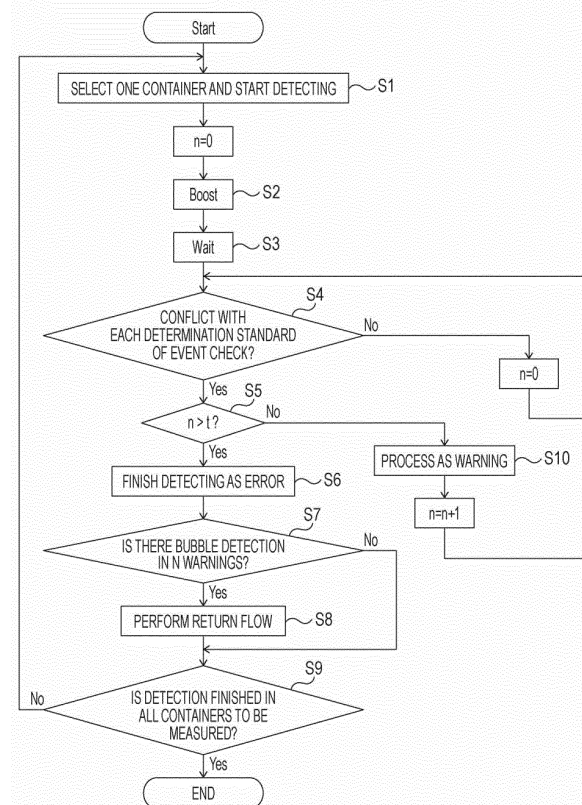 Start
SELECT ONE CONTAINER AND START DETECTING
S1
n=0
Boost
S2
Wait
S3
S4
CONFLICT WITH
EACH DETERMINATION STANDARD
OF EVENT CHECK?
No
n=0
Yes
S5
n > t ?
No
Yes
PROCESS AS WARNING
S10
FINISH DETECTING AS ERROR
S6
n=n+1
S7
IS THERE BUBBLE DETECTION
IN N WARNINGS?
No
Yes
PERFORM RETURN FLOW
S8
S9
No
IS DETECTION FINISHED IN
ALL CONTAINERS TO BE
MEASURED?
Yes
END